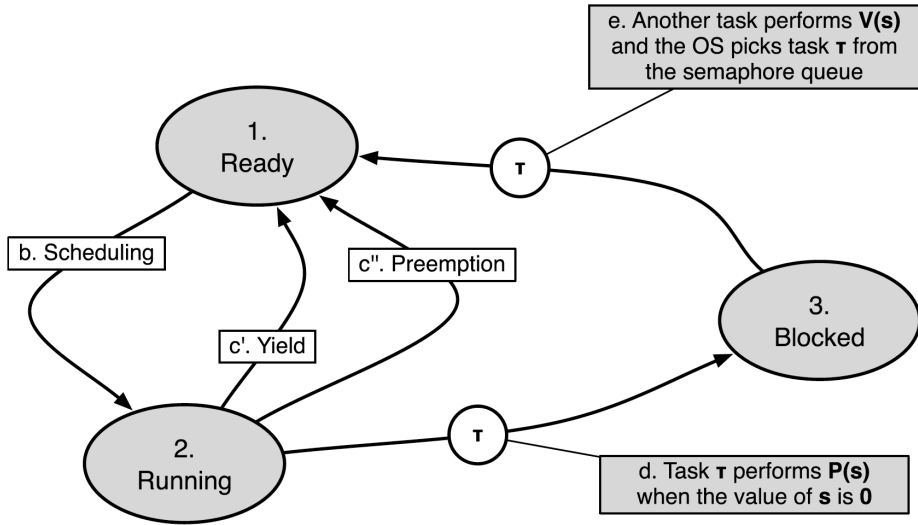 e. Another task performs V(s)
and the OS picks task τ from
the semaphore queue
1.
Ready
τ
b. Scheduling
c''. Preemption
3.
Blocked
c'. Yield
τ
2.
Running
d. Task τ performs P(s)
when the value of s is 0